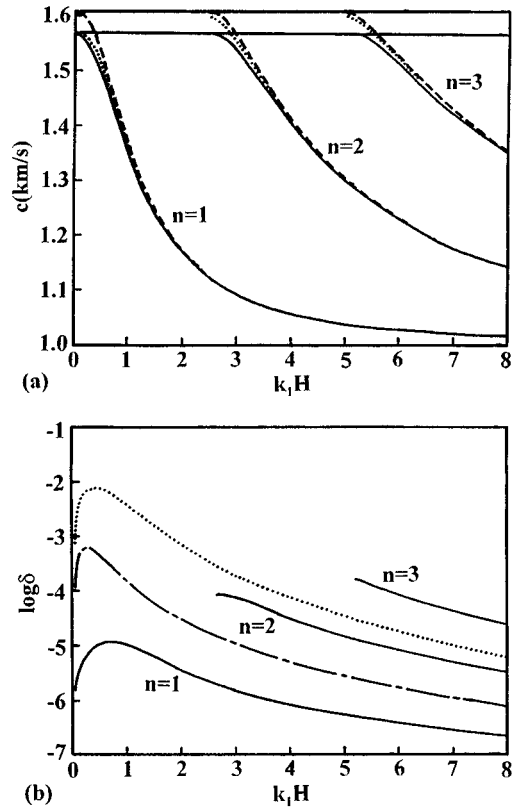 1.6
1.5
1.4
1.3
1.2
1.1
1.0
c(km/s)
n=1
n=2
n=3
0 1 2 3 4 5 6 7 8
(a)
k₁H
-1
-2
-3
-4
-5
-6
-7
logδ
n=3
n=2
n=1
0 1 2 3 4 5 6 7 8
(b)
k₁H